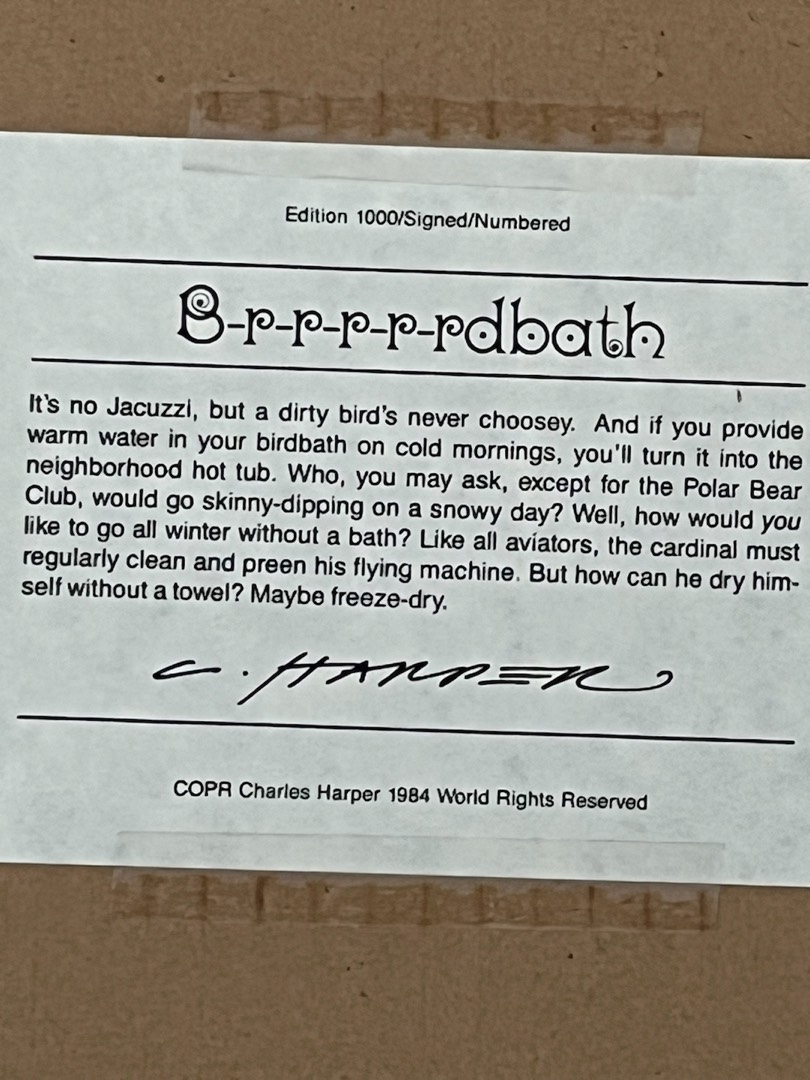 Edition 1000/Signed/Numbered
B-r-r-r-r-rdbath
It's no Jacuzzi, but a dirty bird's never choosey. And if you provide
warm water in your birdbath on cold mornings, you'll turn it into the
neighborhood hot tub. Who, you may ask, except for the Polar Bear
Club, would go skinny-dipping on a snowy day? Well, how would you
like to go all winter without a bath? Like all aviators, the cardinal must
regularly clean and preen his flying machine. But how can he dry him-
self without a towel? Maybe freeze-dry.
C. HARPER
COPR Charles Harper 1984 World Rights Reserved